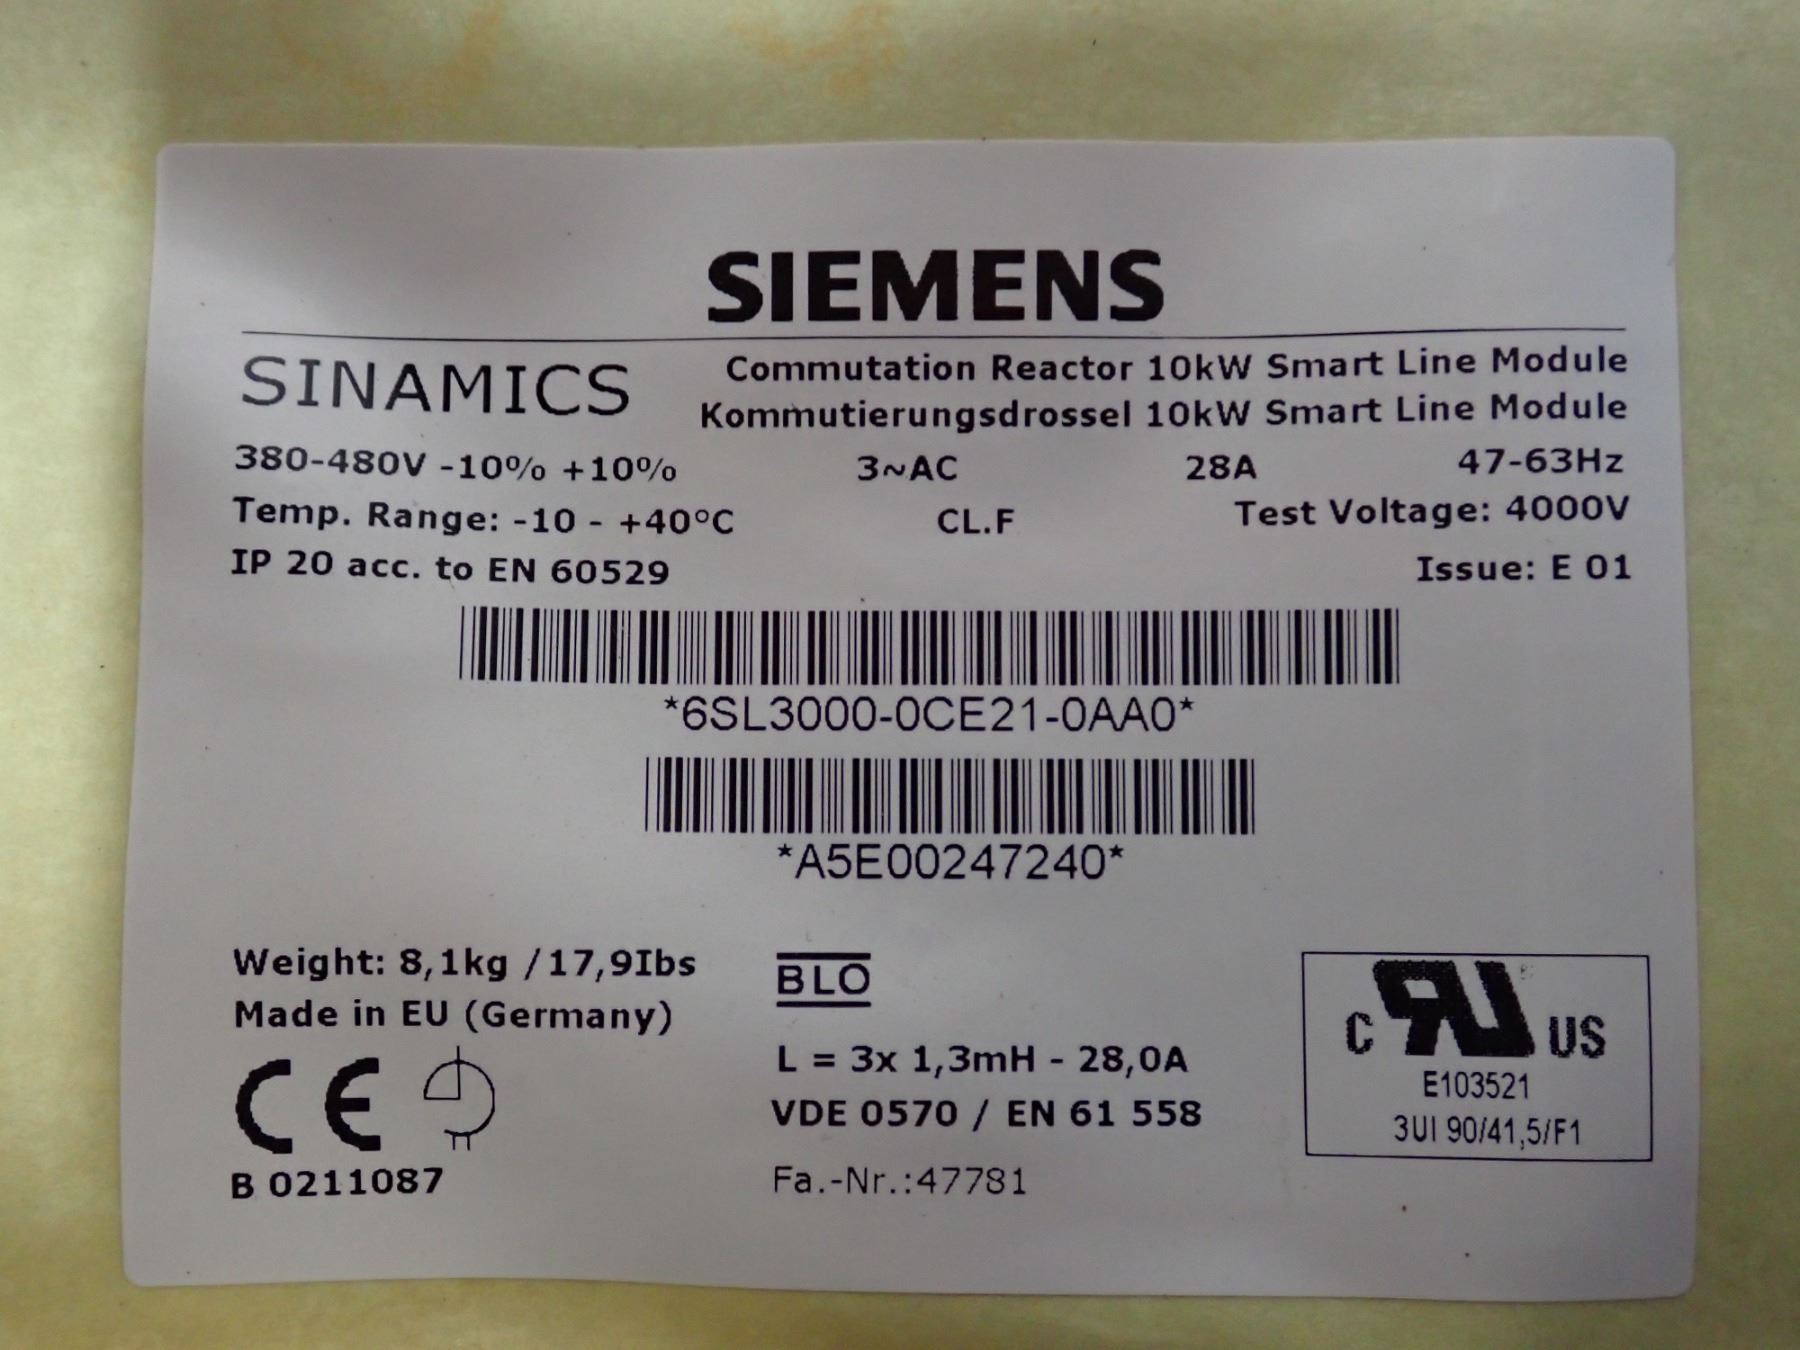 SIEMENS
SINAMICS
Commutation Reactor 10kW Smart Line Module
Kommutierungsdrossel 10kW Smart Line Module
380-480V -10% +10% 3~AC 28A 47-63Hz
Temp. Range: -10 - +40°C CL.F Test Voltage: 4000V
IP 20 acc. to EN 60529 Issue: E 01
*6SL3000-0CE21-0AA0*
*A5E00247240*
Weight: 8,1kg /17,9Ibs
Made in EU (Germany)
CE
B 0211087
BLO
L = 3x 1,3mH - 28,0A
VDE 0570 / EN 61 558
Fa.-Nr.:47781
C RU US
E103521
3UI 90/41,5/F1